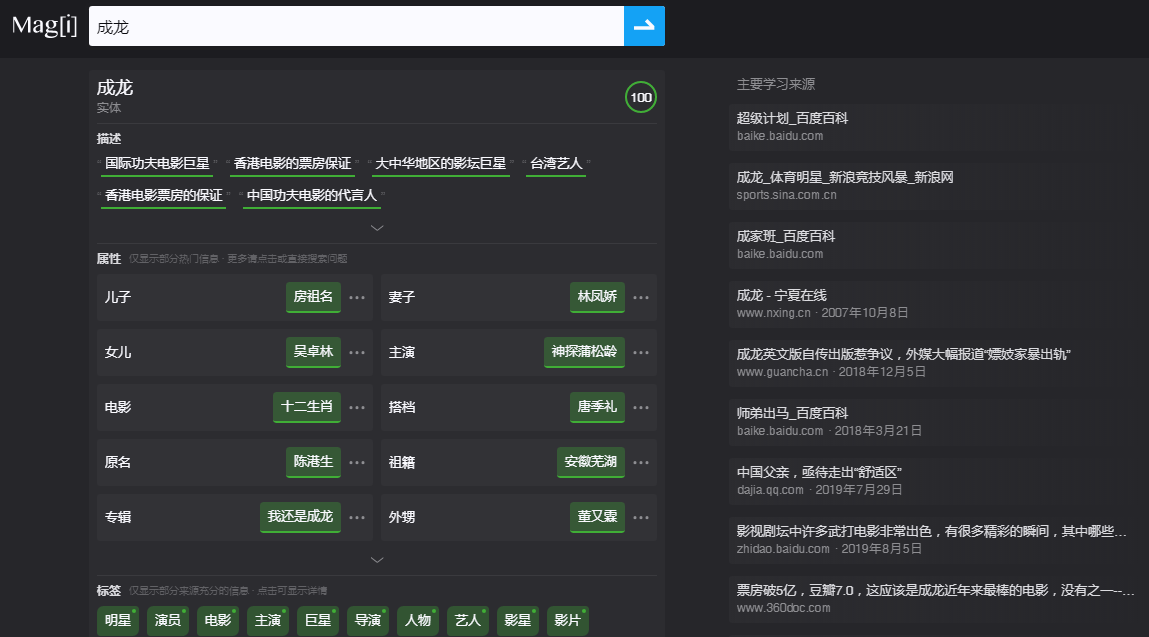 Mag[i]
成龙
成龙
实体
100
描述
"国际功夫电影巨星" "香港电影的票房保证" "大中华地区的影坛巨星" "台湾艺人"
"香港电影票房的保证" "中国功夫电影的代言人"
属性 仅显示部分热门信息 · 更多请点击或直接搜索问题
儿子 房祖名 ··· 妻子 林凤娇 ···
女儿 吴卓林 ··· 主演 神探蒲松龄 ···
电影 十二生肖 ··· 搭档 唐季礼 ···
原名 陈港生 ··· 祖籍 安徽芜湖 ···
专辑 我还是成龙 ··· 外甥 董又霖 ···
标签 仅显示部分来源充分的信息 · 点击可显示详情
明星 演员 电影 主演 巨星 导演 人物 艺人 影星 影片
主要学习来源
超级计划_百度百科
baike.baidu.com
成龙_体育明星_新浪竞技风暴_新浪网
sports.sina.com.cn
成家班_百度百科
baike.baidu.com
成龙 - 宁夏在线
www.nxing.cn · 2007年10月8日
成龙英文版自传出版惹争议，外媒大幅报道“嫖妓家暴出轨”
www.guancha.cn · 2018年12月5日
师弟出马_百度百科
baike.baidu.com · 2018年3月21日
中国父亲，亟待走出“舒适区”
dajia.qq.com · 2019年7月29日
影视剧坛中许多武打电影非常出色，有很多精彩的瞬间，其中哪些...
zhidao.baidu.com · 2019年8月5日
票房破5亿，豆瓣7.0，这应该是成龙近年来最棒的电影，没有之一--...
www.360doc.com